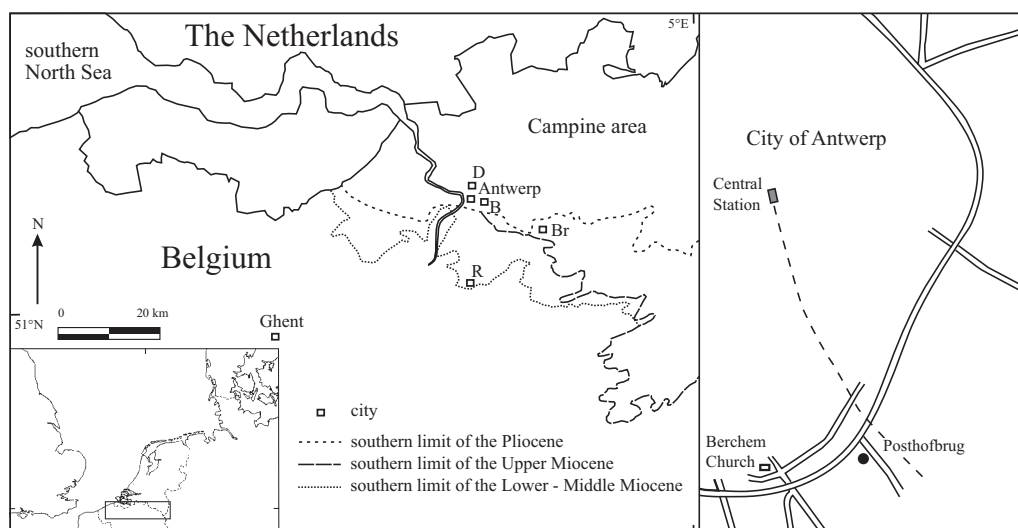 The Netherlands
southern
North Sea
5°E
Campine area
D
Antwerp
B
Br
Belgium
R
N
0 20 km
51°N
Ghent
city
southern limit of the Pliocene
southern limit of the Upper Miocene
southern limit of the Lower - Middle Miocene
City of Antwerp
Central
Station
Posthofbrug
Berchem
Church